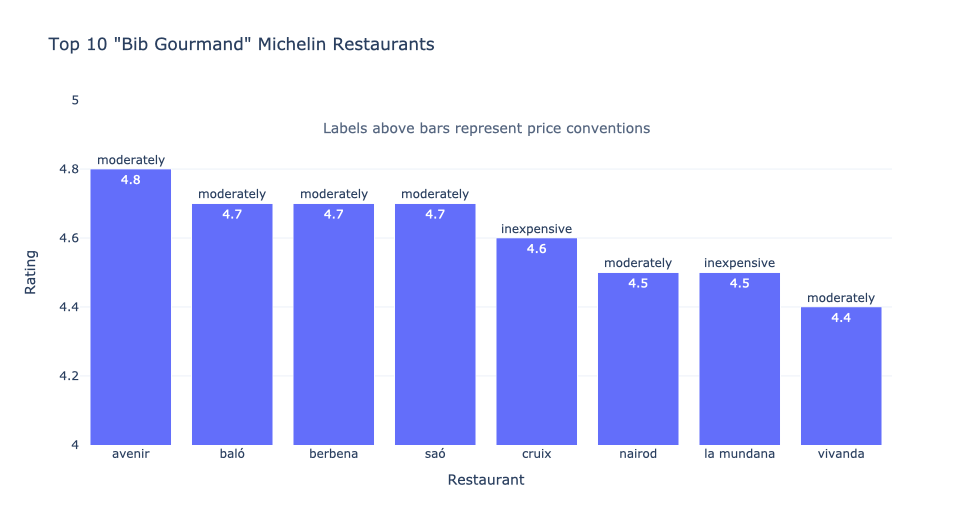 Top 10 "Bib Gourmand" Michelin Restaurants
5
Labels above bars represent price conventions
moderately
4.8
4.8
moderately
moderately
moderately
4.7
4.7
4.7
inexpensive
4.6
4.6
moderately
inexpensive
4.5
4.5
moderately
4.4
4.4
4.2
4
Rating
avenir
baló
berbena
saó
cruix
nairod
la mundana
vivanda
Restaurant